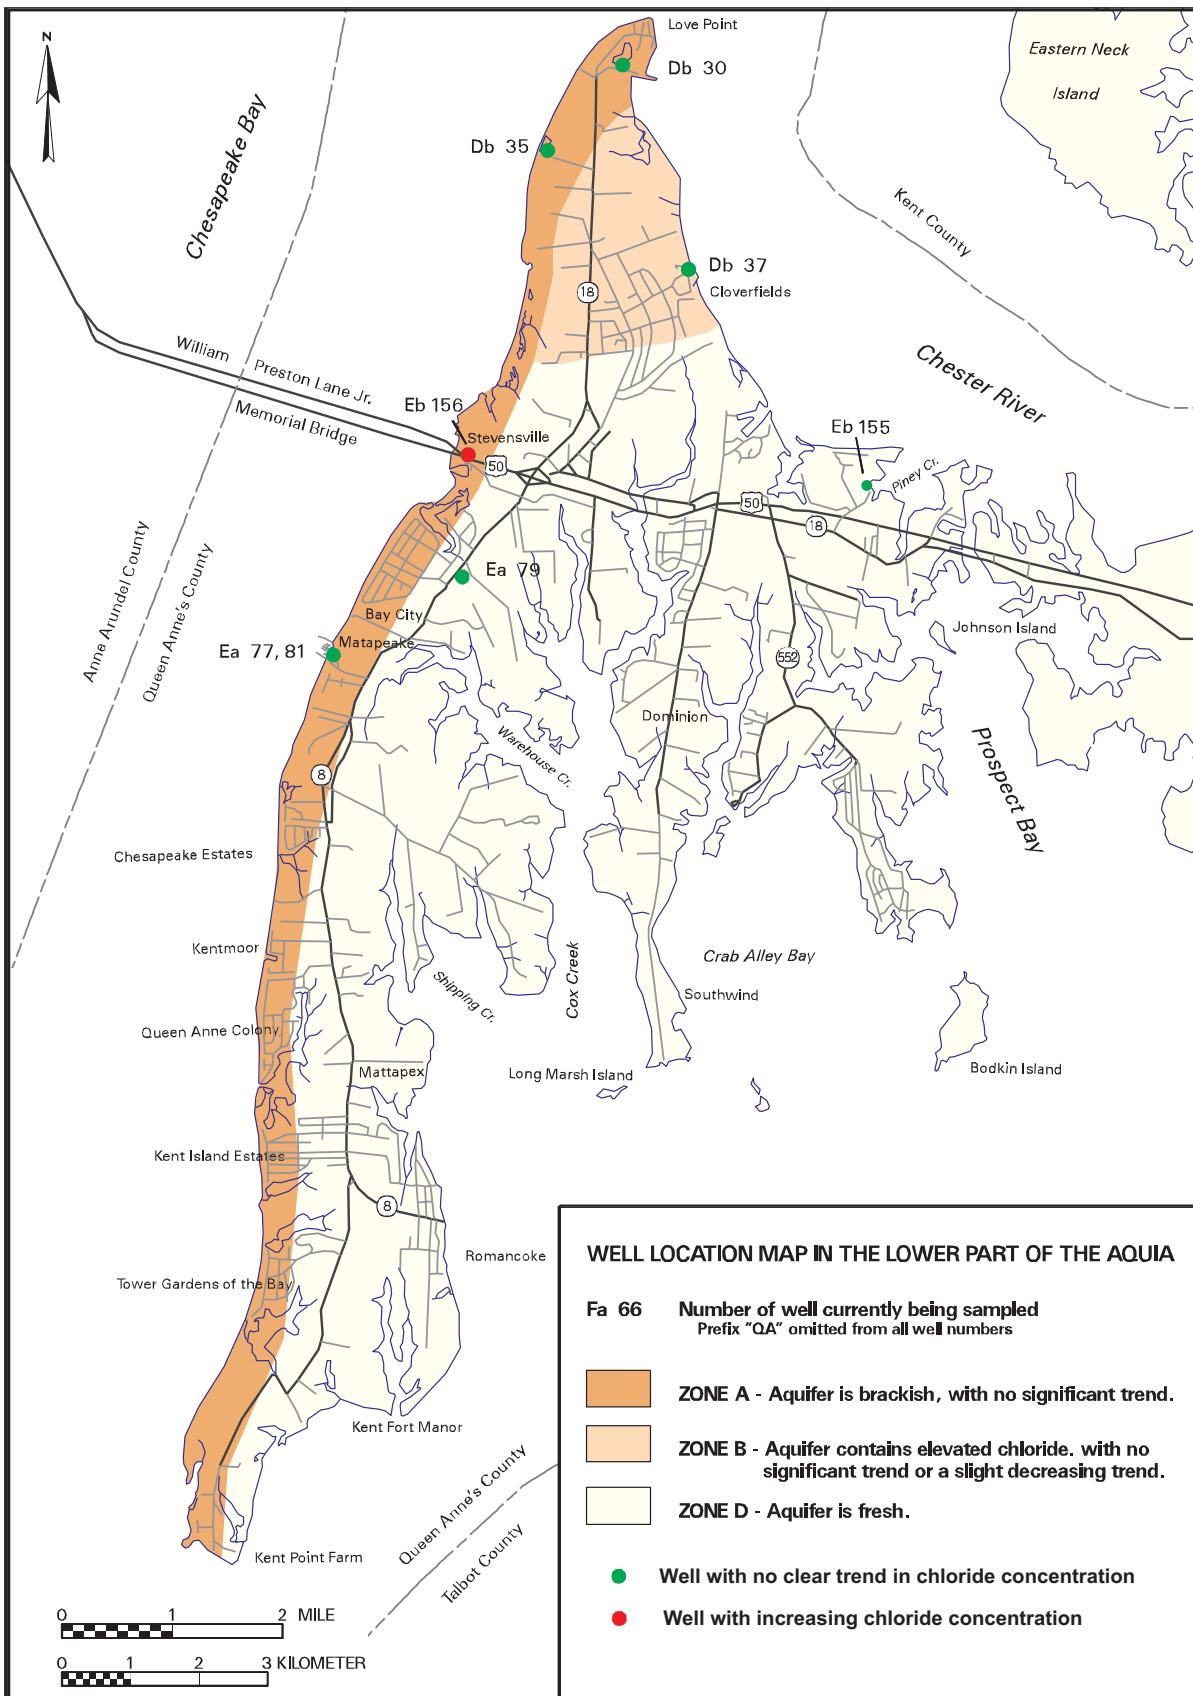 Love Point
N
Eastern Neck
Island
Db 30
Chesapeake Bay
Db 35
Kent County
Db 37
Cloverfields
18
William Preston Lane Jr.
Memorial Bridge
Chester River
Eb 156
Stevensville
Eb 155
50
Piney Cr.
50
18
Anne Arundel County
Queen Anne's County
Ea 79
Bay City
Johnson Island
Ea 77, 81
Matapeake
552
Dominion
Warehouse Cr.
Prospect Bay
8
Chesapeake Estates
Kentmoor
Crab Alley Bay
Shipping Cr.
Cox Creek
Southwind
Queen Anne Colony
Mattapex
Long Marsh Island
Bodkin Island
Kent Island Estates
8
Romancoke
Tower Gardens of the Bay
Kent Fort Manor
Queen Anne's County
Talbot County
Kent Point Farm
0 1 2 MILE
0 1 2 3 KILOMETER
WELL LOCATION MAP IN THE LOWER PART OF THE AQUIA
Fa 66 Number of well currently being sampled
Prefix "QA" omitted from all well numbers
ZONE A - Aquifer is brackish, with no significant trend.
ZONE B - Aquifer contains elevated chloride. with no
significant trend or a slight decreasing trend.
ZONE D - Aquifer is fresh.
Well with no clear trend in chloride concentration
Well with increasing chloride concentration